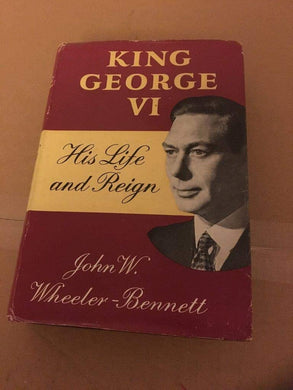 KING
GEORGE
VI
His Life
and Reign
John W.
Wheeler-Bennett